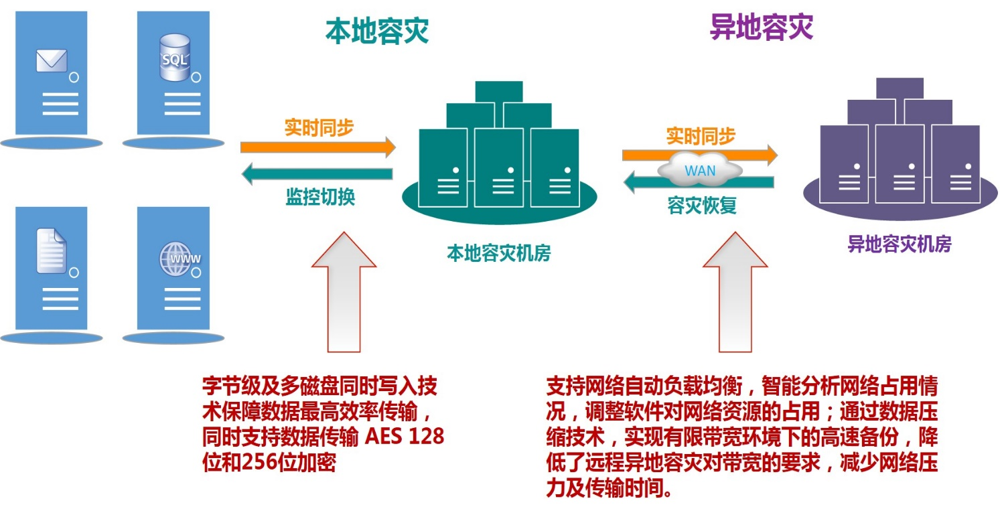 本地容灾
异地容灾
SQL
WWW
实时同步
监控切换
本地容灾机房
实时同步
WAN
容灾恢复
异地容灾机房
字节级及多磁盘同时写入技
术保障数据最高效率传输，
同时支持数据传输 AES 128
位和256位加密
支持网络自动负载均衡，智能分析网络占用情
况，调整软件对网络资源的占用；通过数据压
缩技术，实现有限带宽环境下的高速备份，降
低了远程异地容灾对带宽的要求，减少网络压
力及传输时间。